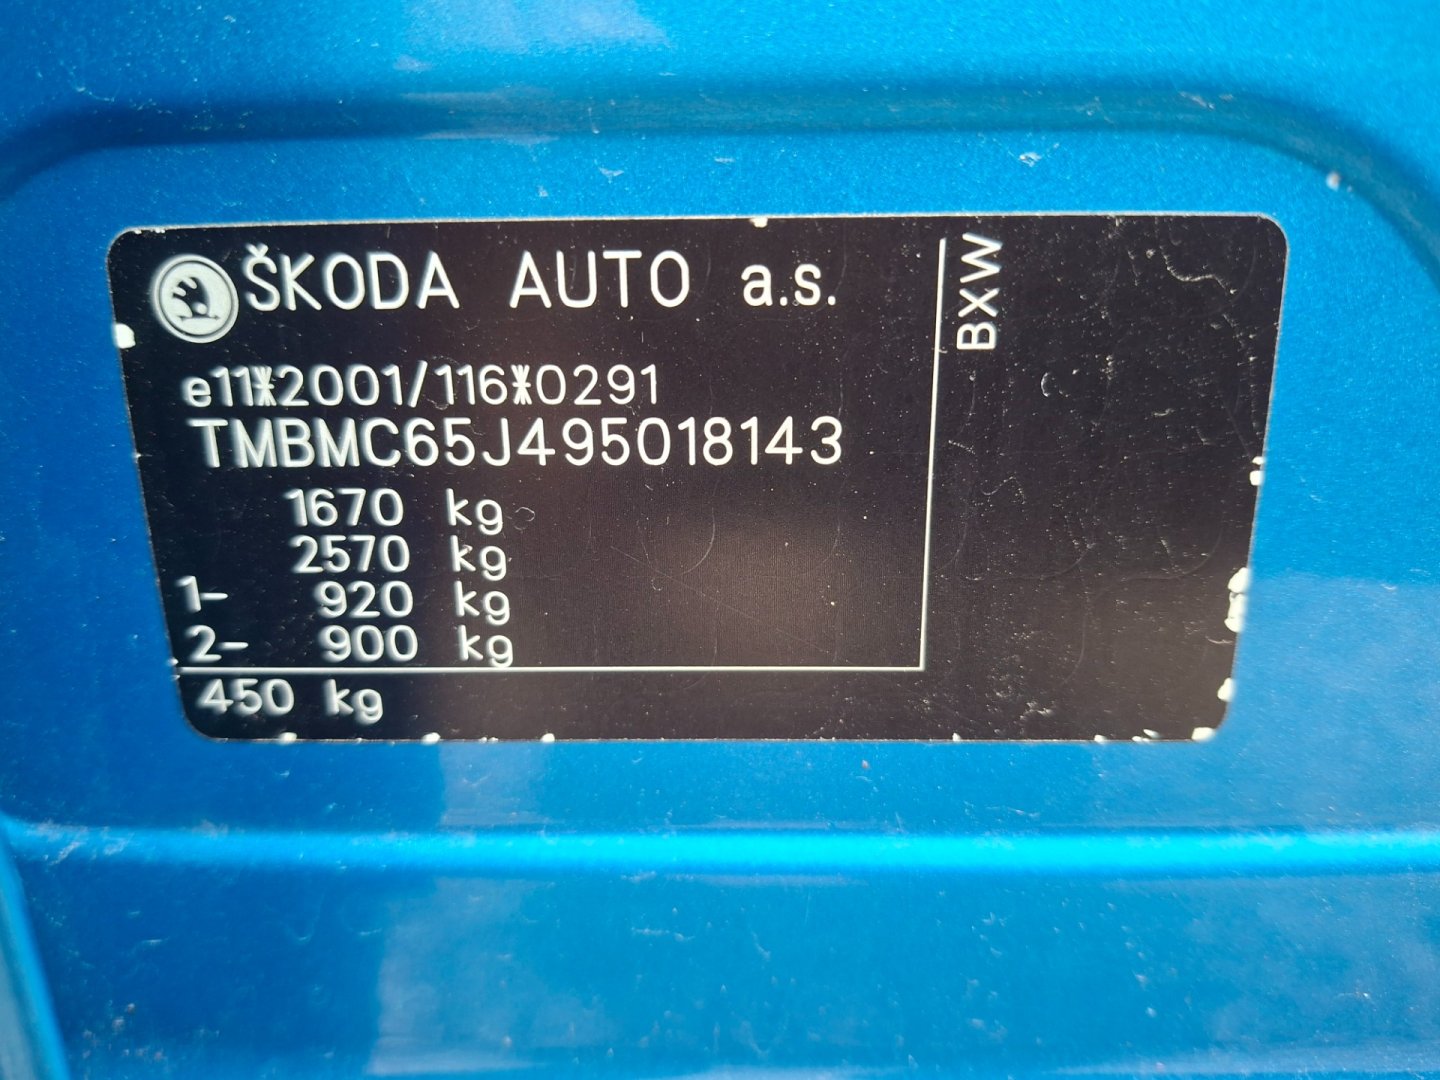 ŠKODA AUTO a.s.
e11*2001/116*0291
TMBMC65J495018143
1670 kg
2570 kg
1- 920 kg
2- 900 kg
450 kg
BXW